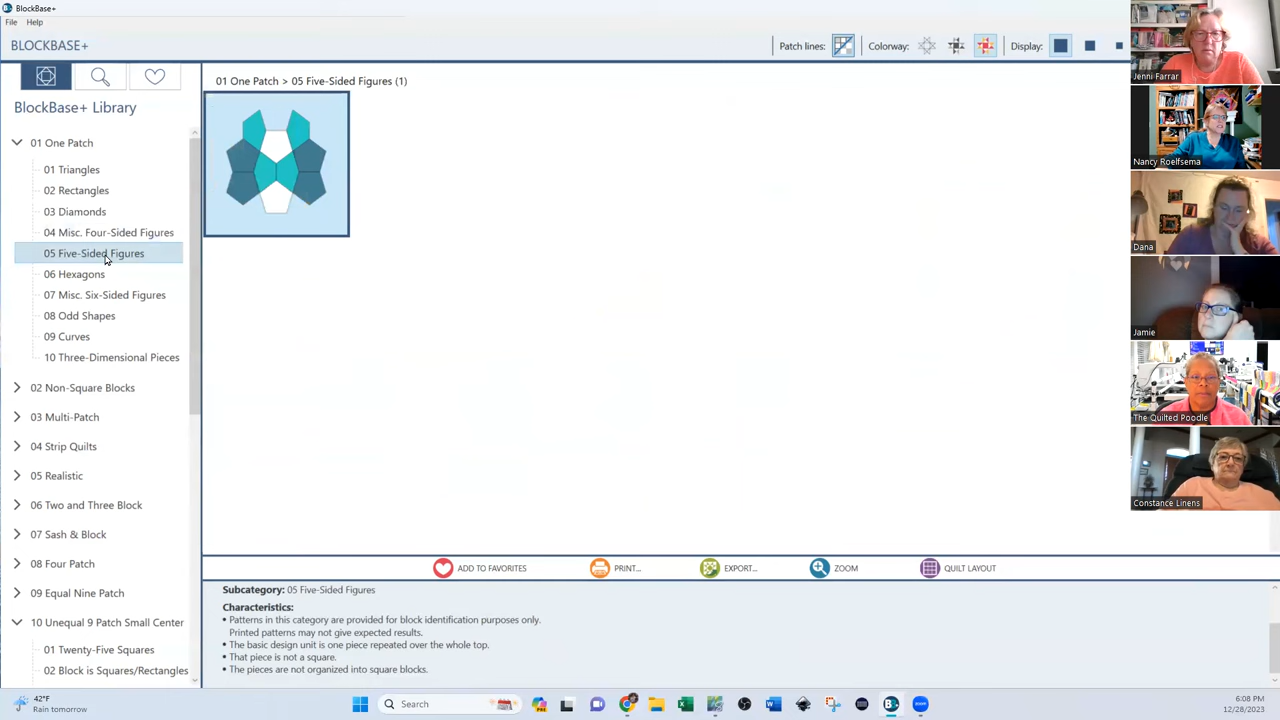 BlockBase+
File Help
BLOCKBASE+
Patch lines:
Colorway:
Display:
BlockBase+ Library
01 One Patch > 05 Five-Sided Figures (1)
01 One Patch
01 Triangles
02 Rectangles
03 Diamonds
04 Misc. Four-Sided Figures
05 Five-Sided Figures
06 Hexagons
07 Misc. Six-Sided Figures
08 Odd Shapes
09 Curves
10 Three-Dimensional Pieces
02 Non-Square Blocks
03 Multi-Patch
04 Strip Quilts
05 Realistic
06 Two and Three Block
07 Sash & Block
08 Four Patch
09 Equal Nine Patch
10 Unequal 9 Patch Small Center
01 Twenty-Five Squares
02 Block is Squares/Rectangles
ADD TO FAVORITES
PRINT...
EXPORT...
ZOOM
QUILT LAYOUT
Subcategory: 05 Five-Sided Figures
Characteristics:
• Patterns in this category are provided for block identification purposes only.
Printed patterns may not give expected results.
• The basic design unit is one piece repeated over the whole top.
• That piece is not a square.
• The pieces are not organized into square blocks.
Jenni Farrar
Nancy Roelfsema
Dana
Jamie
The Quilted Poodle
Constance Linens
42°F
Rain tomorrow
Search
6:08 PM
12/28/2023